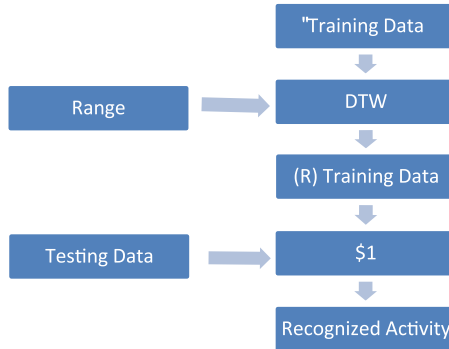 "Training Data
Range
DTW
(R) Training Data
Testing Data
$1
Recognized Activity